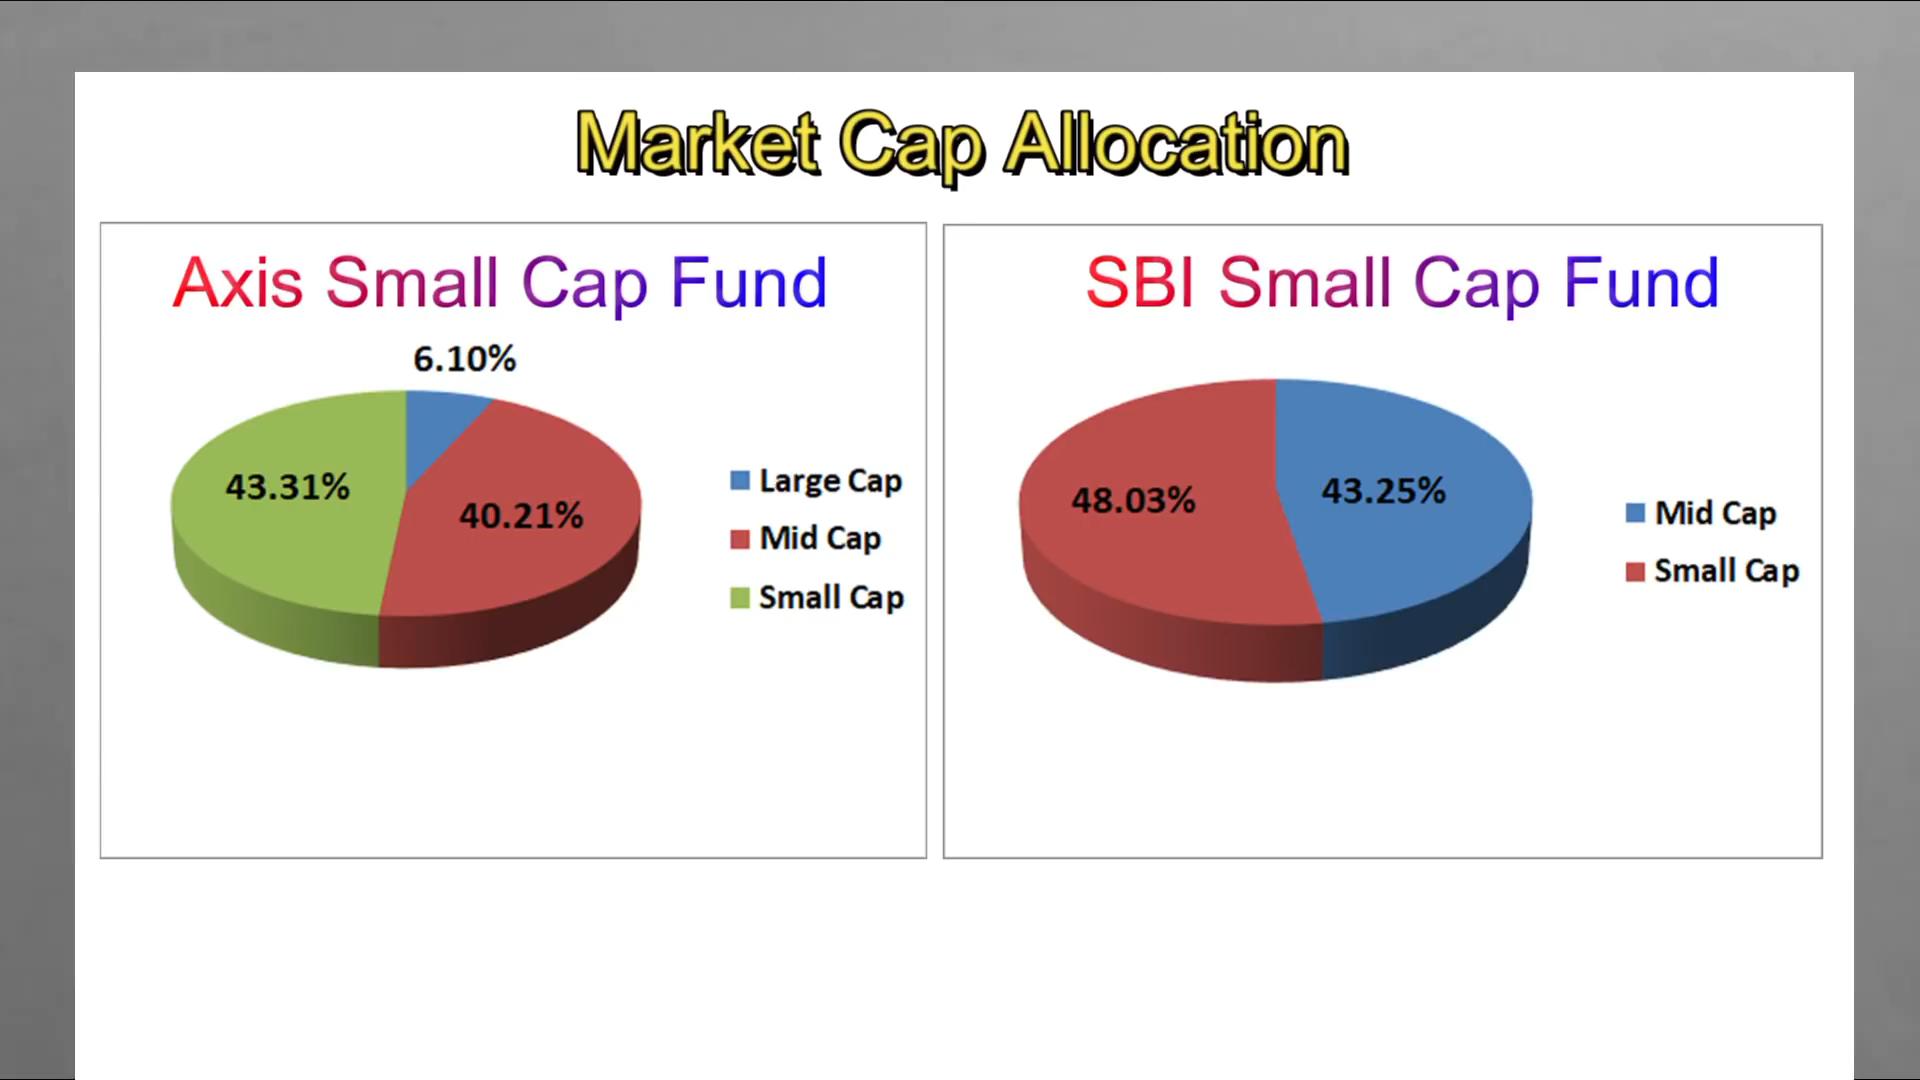 Market Cap Allocation
Axis Small Cap Fund
6.10%
43.31%
40.21%
Large Cap
Mid Cap
Small Cap
SBI Small Cap Fund
48.03%
43.25%
Mid Cap
Small Cap